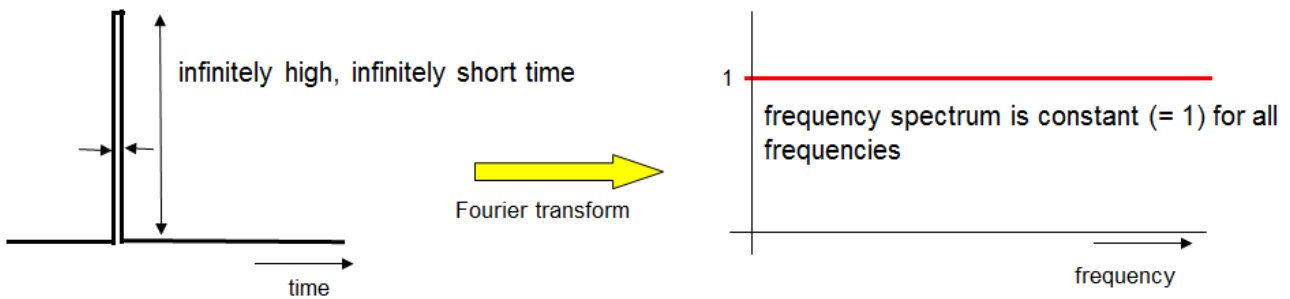 infinitely high, infinitely short time
time
Fourier transform
1
frequency spectrum is constant (= 1) for all
frequencies
frequency